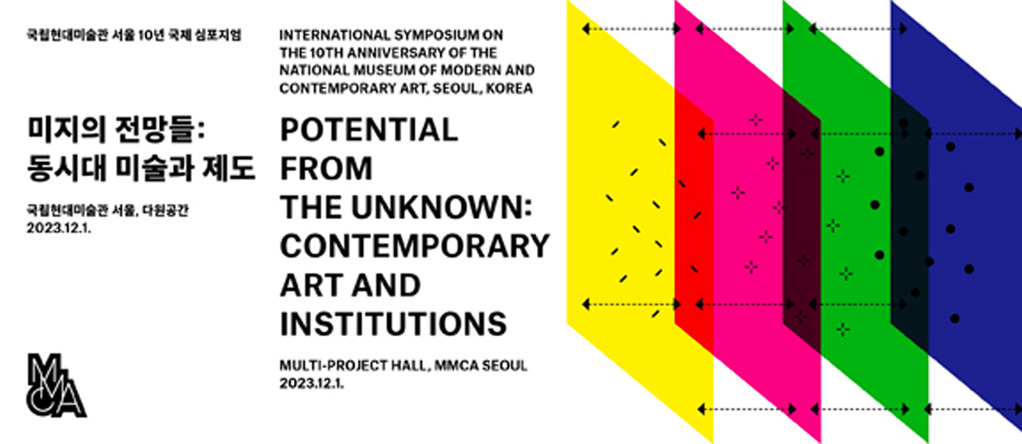 국립현대미술관 서울 10년 국제 심포지엄
미지의 전망들:
동시대 미술과 제도
국립현대미술관 서울, 다원공간
2023.12.1.
MMCA
INTERNATIONAL SYMPOSIUM ON
THE 10TH ANNIVERSARY OF THE
NATIONAL MUSEUM OF MODERN AND
CONTEMPORARY ART, SEOUL, KOREA
POTENTIAL
FROM
THE UNKNOWN:
CONTEMPORARY
ART AND
INSTITUTIONS
MULTI-PROJECT HALL, MMCA SEOUL
2023.12.1.